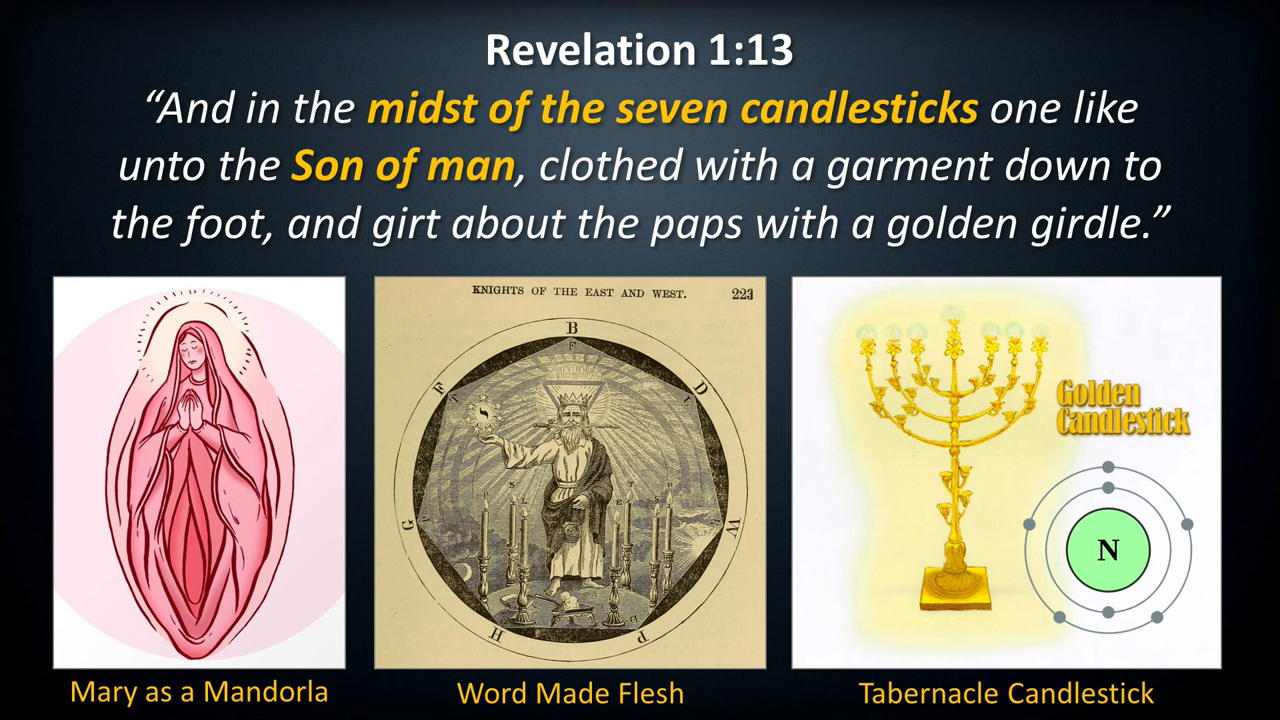 Revelation 1:13
“And in the midst of the seven candlesticks one like
unto the Son of man, clothed with a garment down to
the foot, and girt about the paps with a golden girdle.”
KNIGHTS OF THE EAST AND WEST. 223
B
F
D
F
G
W
H
P
Golden
Candlestick
N
Mary as a Mandorla
Word Made Flesh
Tabernacle Candlestick